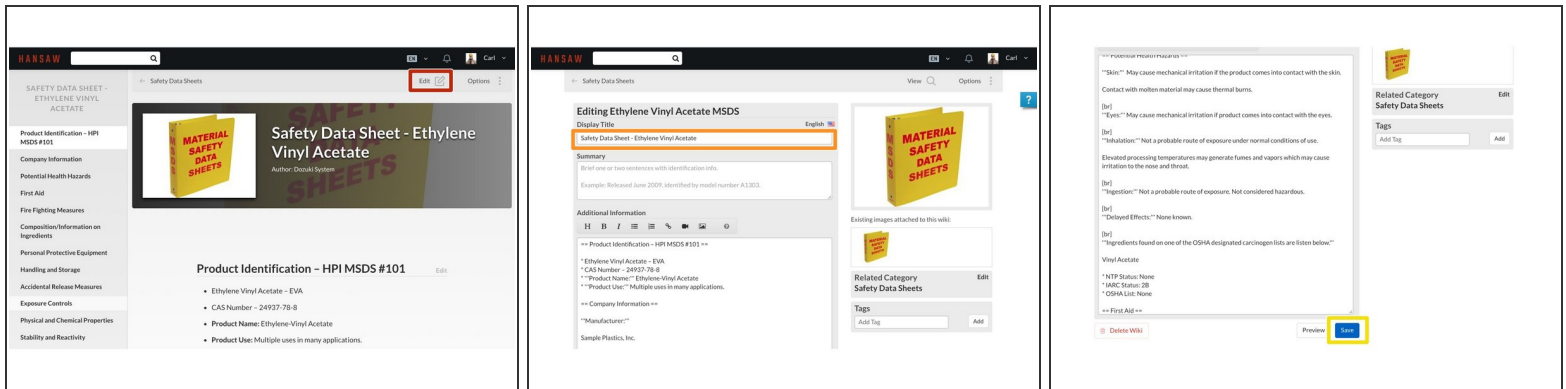 HANSAW
EN
Carl
SAFETY DATA SHEET -
ETHYLENE VINYL
ACETATE
Product Identification – HPI
MSDS #101
Company Information
Potential Health Hazards
First Aid
Fire Fighting Measures
Composition/Information on
Ingredients
Personal Protective Equipment
Handling and Storage
Accidental Release Measures
Exposure Controls
Physical and Chemical Properties
Stability and Reactivity
← Safety Data Sheets
Edit
Options
MSDS
MATERIAL
SAFETY
DATA
SHEETS
SAFETY
DATA
SHEETS
Safety Data Sheet - Ethylene
Vinyl Acetate
Author: Dozuki System
Product Identification – HPI MSDS #101
Edit
• Ethylene Vinyl Acetate – EVA
• CAS Number – 24937-78-8
• Product Name: Ethylene-Vinyl Acetate
• Product Use: Multiple uses in many applications.
HANSAW
EN
Carl
← Safety Data Sheets
View
Options
?
Editing Ethylene Vinyl Acetate MSDS
Display Title
English
Safety Data Sheet - Ethylene Vinyl Acetate
Summary
Brief one or two sentences with identification info.
Example: Released June 2009, identified by model number A1303.
Additional Information
H B I
== Product Identification – HPI MSDS #101 ==
* Ethylene Vinyl Acetate – EVA
* CAS Number – 24937-78-8
* '''Product Name:''' Ethylene-Vinyl Acetate
* '''Product Use:''' Multiple uses in many applications.
== Company Information ==
'''Manufacturer:'''
Sample Plastics, Inc.
MSDS
MATERIAL
SAFETY
DATA
SHEETS
Existing images attached to this wiki:
MATERIAL
SAFETY
DATA
SHEETS
Related Category
Edit
Safety Data Sheets
Tags
Add Tag
Add
== Potential Health Hazards ==
'''Skin:''' May cause mechanical irritation if the product comes into contact with the skin.
Contact with molten material may cause thermal burns.
[br]
'''Eyes:''' May cause mechanical irritation if product comes into contact with the eyes.
[br]
'''Inhalation:''' Not a probable route of exposure under normal conditions of use.
Elevated processing temperatures may generate fumes and vapors which may cause
irritation to the nose and throat.
[br]
'''Ingestion:''' Not a probable route of exposure. Not considered hazardous.
[br]
'''Delayed Effects:''' None known.
[br]
'''Ingredients found on one of the OSHA designated carcinogen lists are listen below.'''
Vinyl Acetate
* NTP Status: None
* IARC Status: 2B
* OSHA List: None
== First Aid ==
Delete Wiki
Preview
Save
Related Category
Edit
Safety Data Sheets
Tags
Add Tag
Add